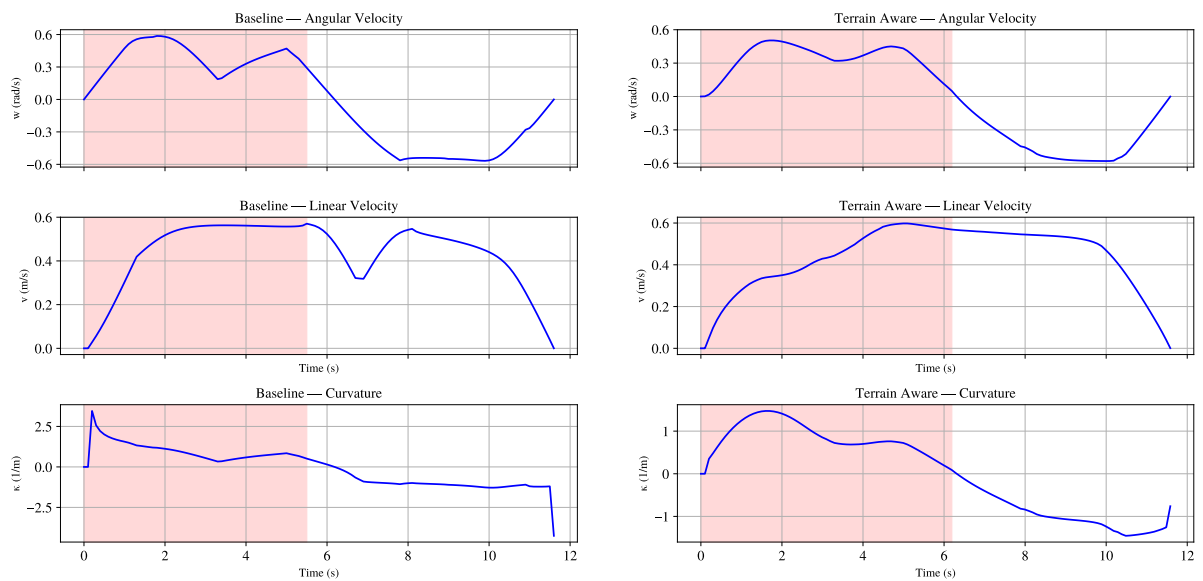 Baseline — Angular Velocity
w (rad/s)
0.6
0.3
0.0
−0.3
−0.6
Terrain Aware — Angular Velocity
w (rad/s)
0.6
0.3
0.0
−0.3
−0.6
Baseline — Linear Velocity
v (m/s)
0.6
0.4
0.2
0.0
Time (s)
Terrain Aware — Linear Velocity
v (m/s)
0.6
0.4
0.2
0.0
Time (s)
Baseline — Curvature
κ (1/m)
2.5
0.0
−2.5
0 2 4 6 8 10 12
Time (s)
Terrain Aware — Curvature
κ (1/m)
1
0
−1
0 2 4 6 8 10 12
Time (s)